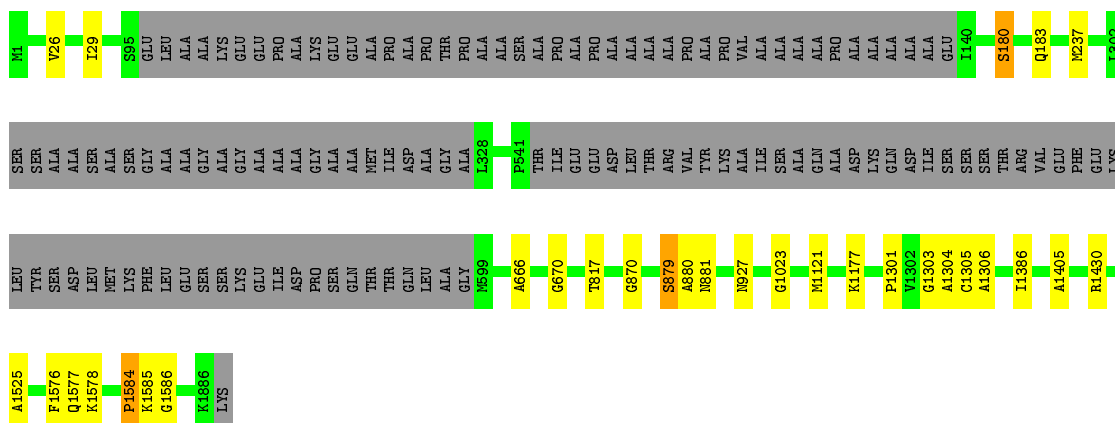 M1 V26 I29 S95 GLU LEU ALA ALA LYS GLU GLU PRO ALA LYS GLU GLU ALA PRO ALA PRO THR PRO ALA ALA SER ALA PRO ALA PRO ALA ALA ALA ALA PRO ALA PRO VAL ALA ALA ALA ALA PRO ALA ALA ALA ALA ALA GLU I140 S180 Q183 M237 L302
SER SER ALA ALA SER ALA SER GLY ALA ALA GLY ALA GLY ALA ALA ALA GLY ALA ALA MET ILE ASP ALA GLY ALA L328 P541 THR ILE GLU GLU ASP LEU THR ARG VAL TYR LYS ALA ILE SER ALA GLN ALA ASP LYS GLN ASP ILE SER SER SER THR ARG VAL GLU PHE GLU LYS
LEU TYR SER ASP LEU MET LYS PHE LEU GLU SER SER LYS GLU ILE ASP PRO SER GLN THR THR GLN LEU ALA GLY M599 A666 G670 T817 G870 S879 A880 N881 N927 G1023 M1121 K1177 P1301 V1302 G1303 A1304 C1305 A1306 I1386 A1405 R1430
A1525 F1576 Q1577 K1578 P1584 K1585 G1586 K1886 LYS